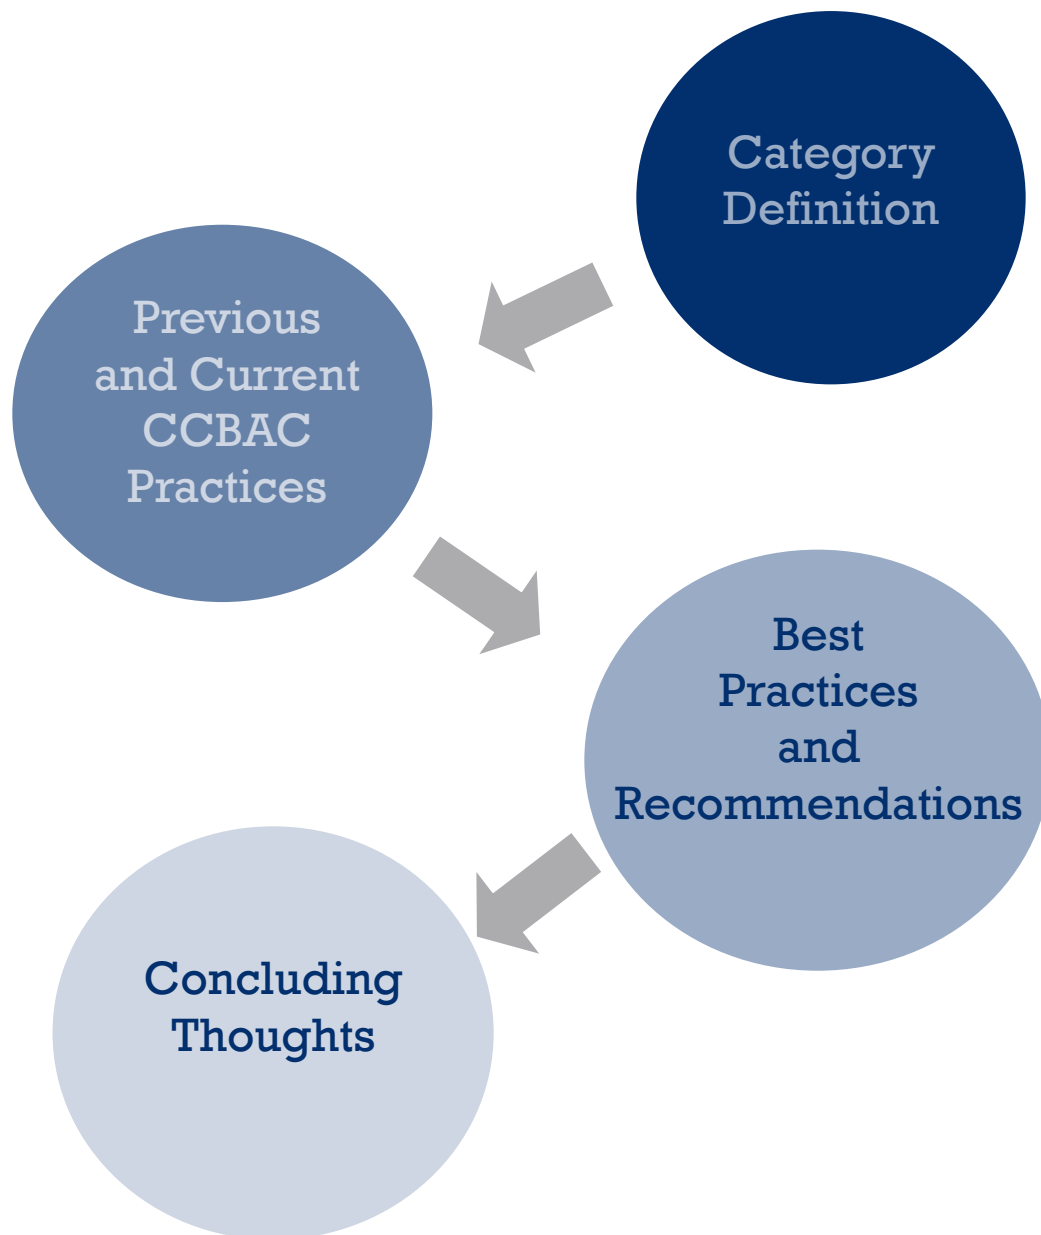 Category
Definition
Previous
and Current
CCBAC
Practices
Best
Practices
and
Recommendations
Concluding
Thoughts